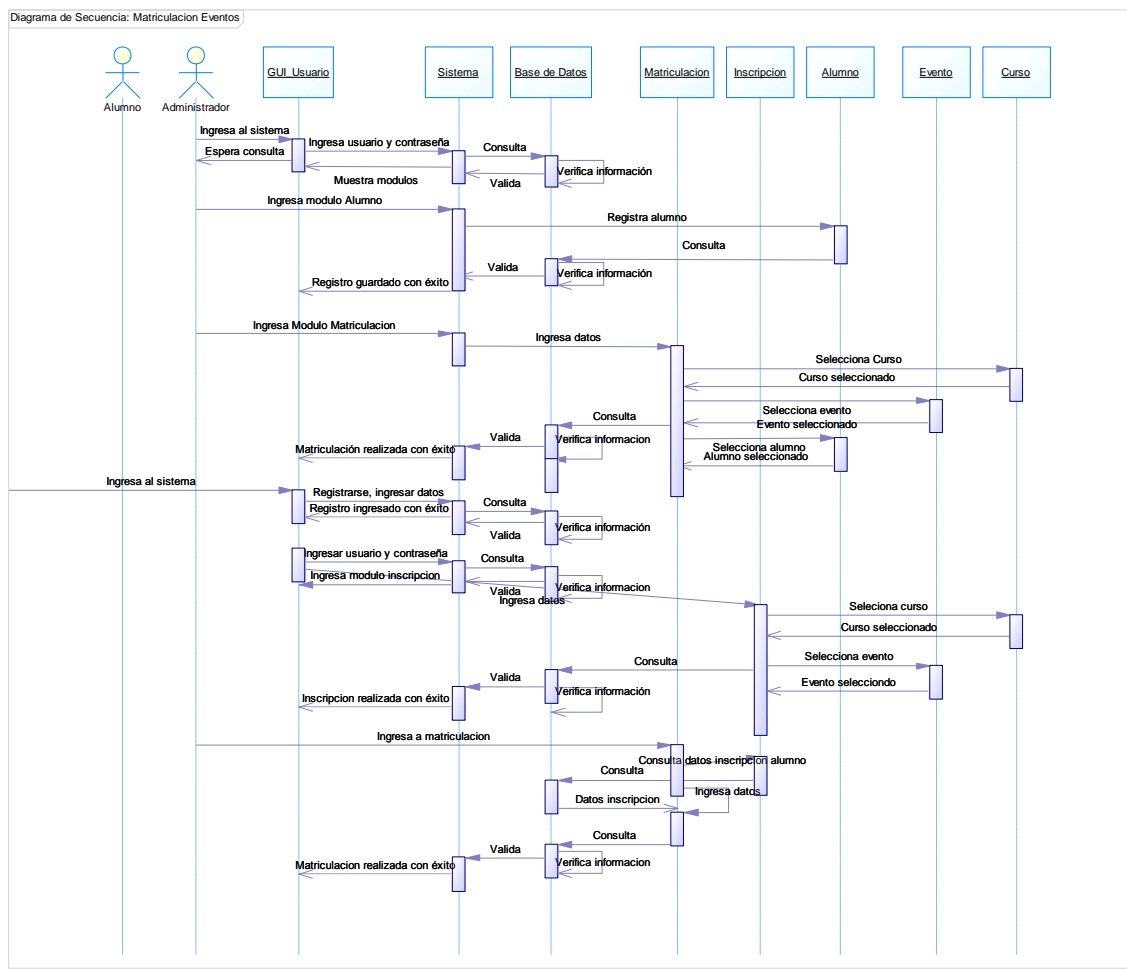 Diagrama de Secuencia: Matriculacion Eventos
GUI_Usuario
Sistema
Base de Datos
Matriculacion
Inscripcion
Alumno
Evento
Curso
Alumno
Administrador
Ingresa al sistema
Ingresa usuario y contraseña
Consulta
Espera consulta
Verifica información
Muestra modulos
Valida
Ingresa modulo Alumno
Registra alumno
Consulta
Valida
Verifica información
Registro guardado con éxito
Ingresa Modulo Matriculacion
Ingresa datos
Selecciona Curso
Curso seleccionado
Selecciona evento
Consulta
Evento seleccionado
Valida
Verifica informacion
Matriculación realizada con éxito
Selecciona alumno
Alumno seleccionado
Ingresa al sistema
Registrarse, ingresar datos
Consulta
Registro ingresado con éxito
Verifica información
Valida
Ingresar usuario y contraseña
Consulta
Ingresa modulo inscripcion
Verifica informacion
Valida
Ingresa datos
Seleciona curso
Curso seleccionado
Selecciona evento
Consulta
Valida
Evento selecciondo
Verifica información
Inscripcion realizada con éxito
Ingresa a matriculacion
Consulta datos inscripcion alumno
Consulta
Ingresa datos
Datos inscripcion
Consulta
Valida
Verifica informacion
Matriculacion realizada con éxito